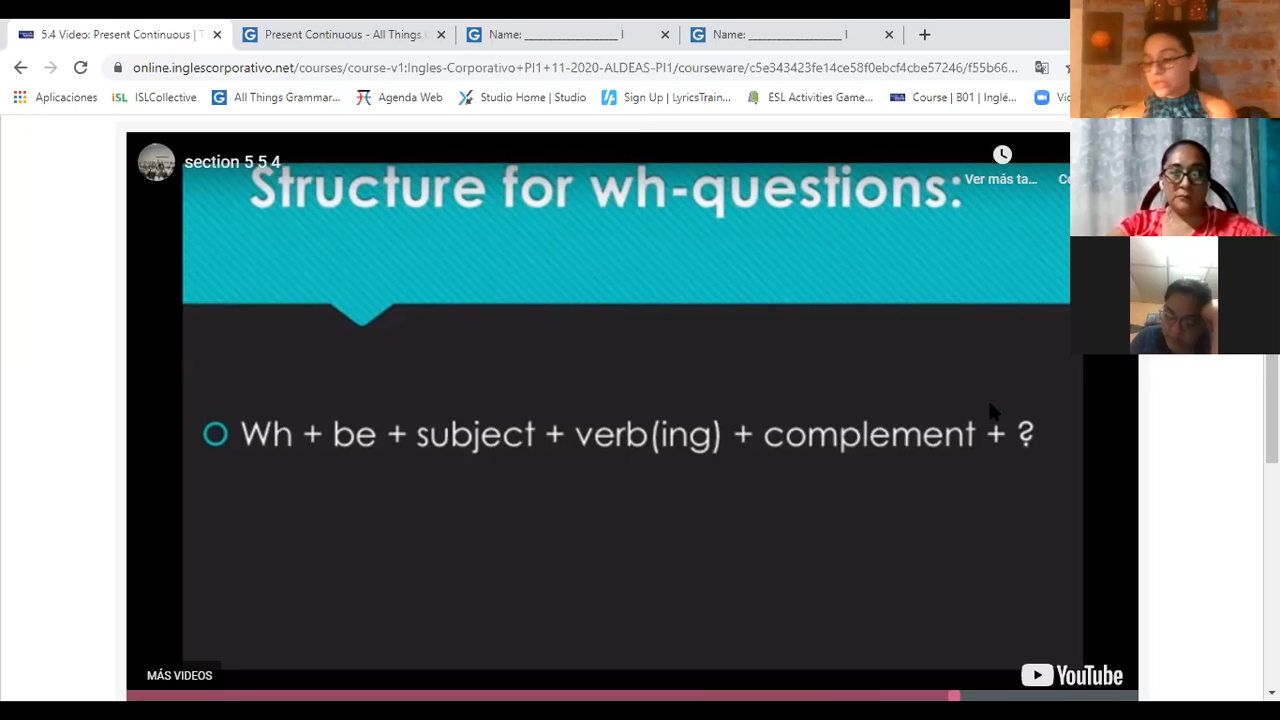 5.4 Video: Present Continuous | T
Present Continuous - All Things
Name: ____________________ I
Name: ____________________ I
online.inglescorporativo.net/courses/course-v1:Ingles-Corporativo+PI1+11-2020-ALDEAS-PI1/courseware/c5e343423fe14ce58f0ebcf4cbe57246/f55b66...
Aplicaciones
iSL ISLCollective
All Things Grammar...
Agenda Web
Studio Home | Studio
Sign Up | LyricsTrain...
ESL Activities Game...
Course | B01 | Inglé...
section 5 5 4
Ver más ta...
Structure for wh-questions:
Wh + be + subject + verb(ing) + complement + ?
MÁS VIDEOS
YouTube